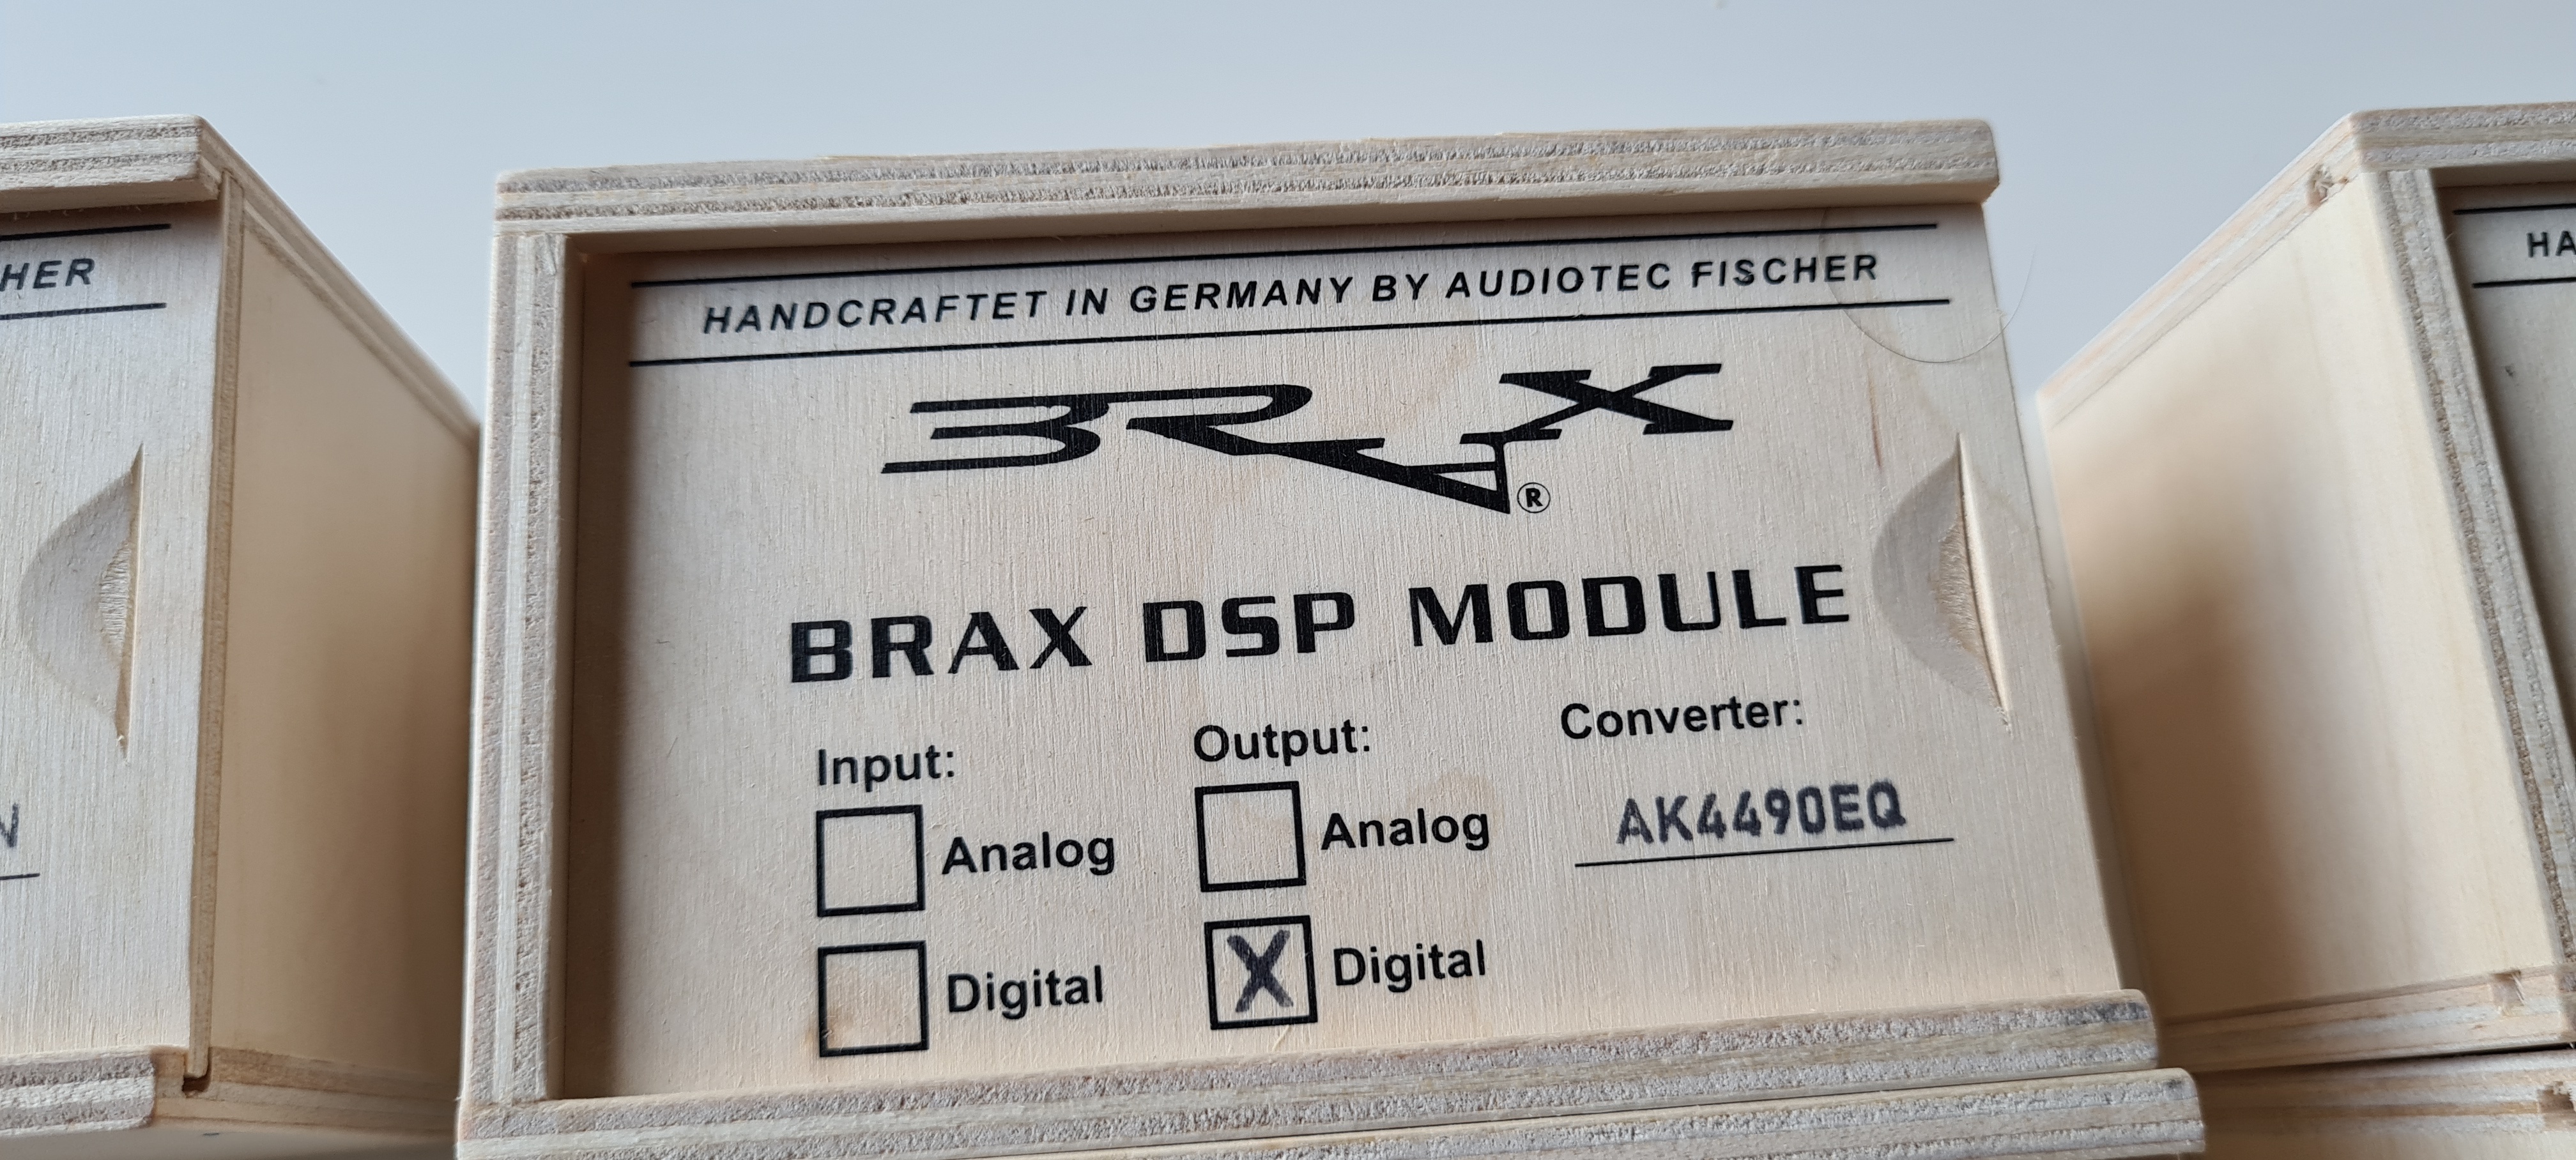 HER
HANDCRAFTET IN GERMANY BY AUDIOTEC FISCHER
HA
BRAX®
BRAX DSP MODULE
Input: Output: Converter:
Analog Analog AK4490EQ
Digital X Digital
N